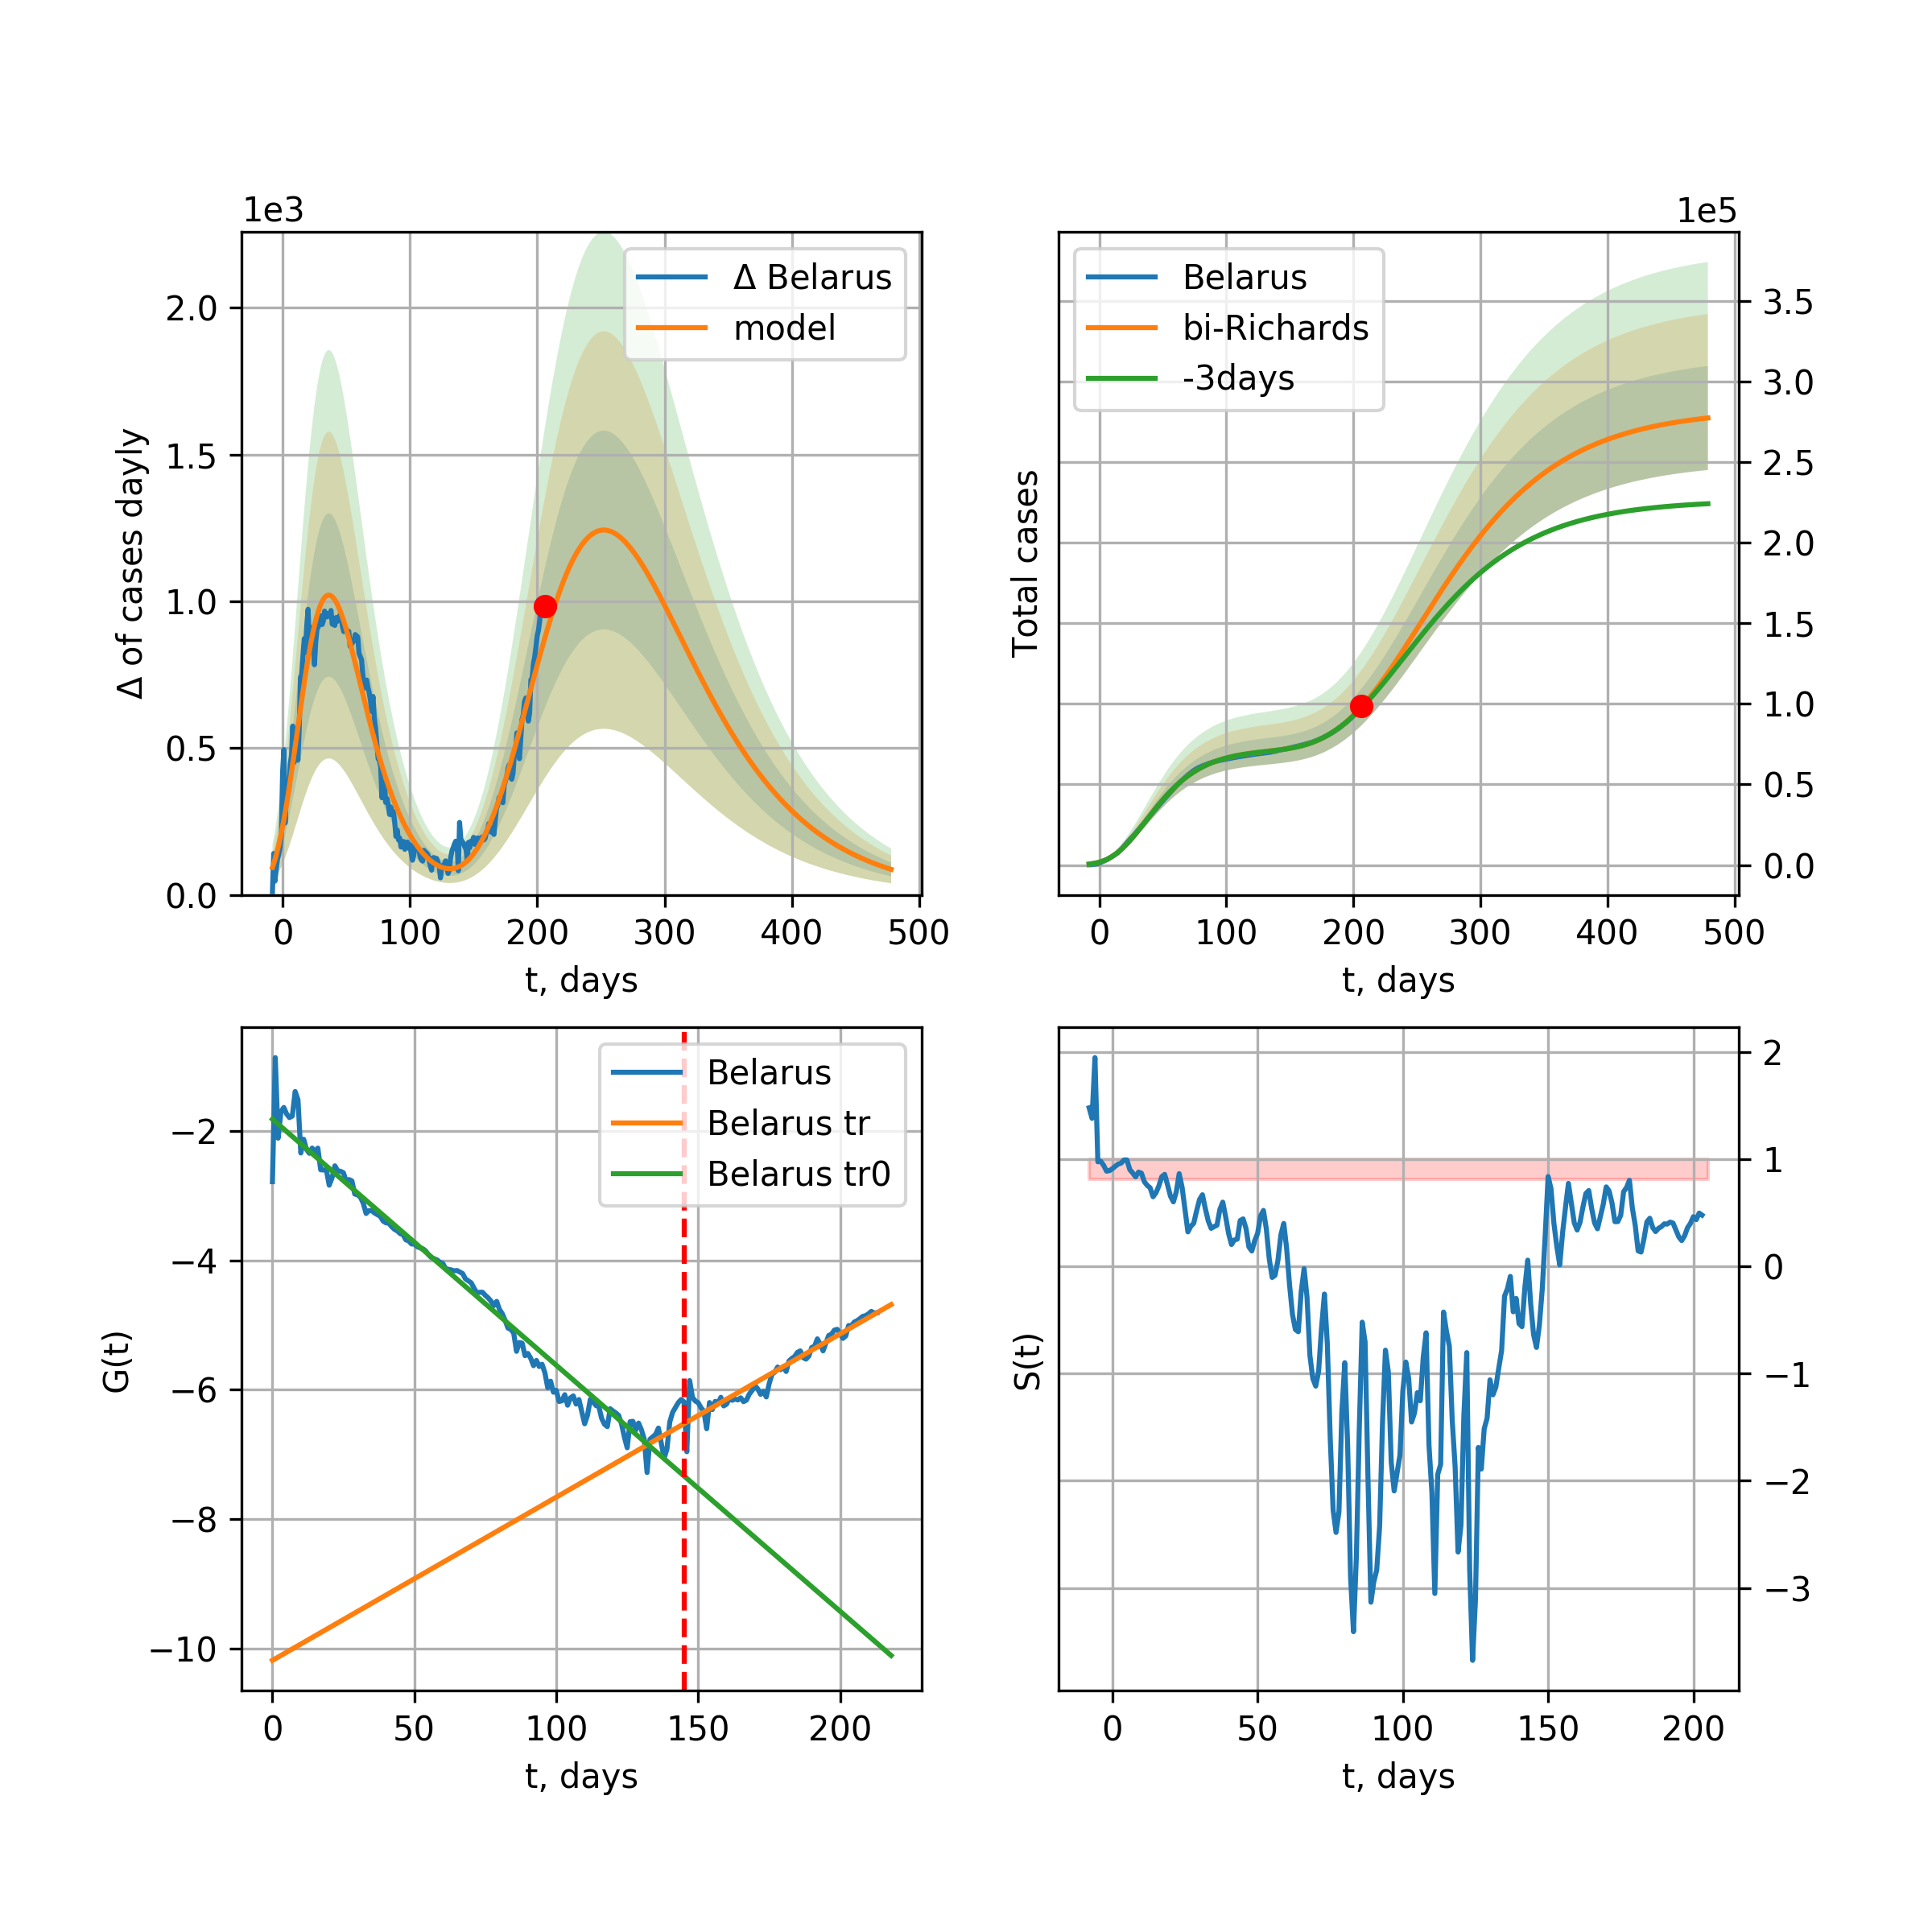 1e3
Δ of cases dayly
2.0
1.5
1.0
0.5
0.0
Δ Belarus
model
0 100 200 300 400 500
t, days
1e5
Total cases
Belarus
bi-Richards
-3days
3.5
3.0
2.5
2.0
1.5
1.0
0.5
0.0
0 100 200 300 400 500
t, days
G(t)
−2
−4
−6
−8
−10
Belarus
Belarus tr
Belarus tr0
0 50 100 150 200
t, days
S(t)
2
1
0
−1
−2
−3
0 50 100 150 200
t, days